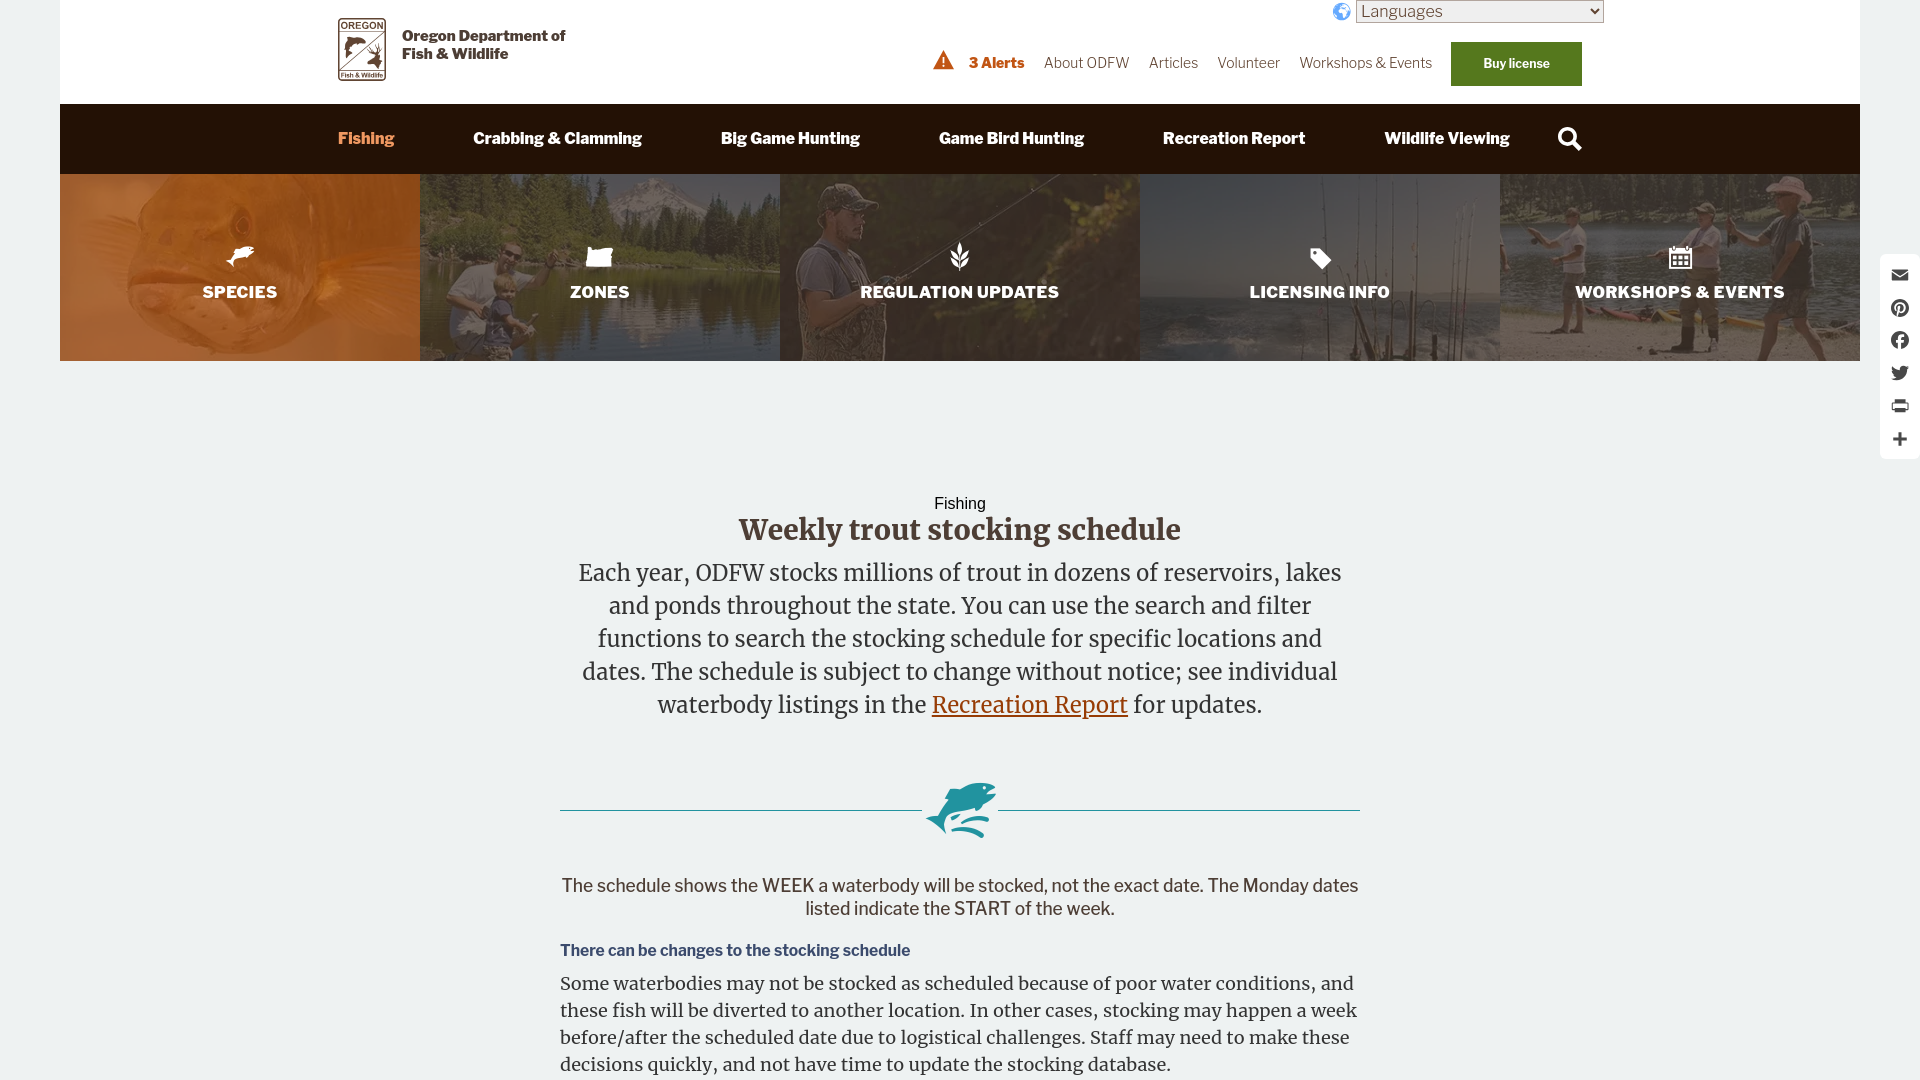 Languages
OREGON
Fish & Wildlife
Oregon Department of
Fish & Wildlife
3 Alerts
About ODFW
Articles
Volunteer
Workshops & Events
Buy license
Fishing
Crabbing & Clamming
Big Game Hunting
Game Bird Hunting
Recreation Report
Wildlife Viewing
SPECIES
ZONES
REGULATION UPDATES
LICENSING INFO
WORKSHOPS & EVENTS
Fishing
Weekly trout stocking schedule
Each year, ODFW stocks millions of trout in dozens of reservoirs, lakes
and ponds throughout the state. You can use the search and filter
functions to search the stocking schedule for specific locations and
dates. The schedule is subject to change without notice; see individual
waterbody listings in the Recreation Report for updates.
The schedule shows the WEEK a waterbody will be stocked, not the exact date. The Monday dates
listed indicate the START of the week.
There can be changes to the stocking schedule
Some waterbodies may not be stocked as scheduled because of poor water conditions, and
these fish will be diverted to another location. In other cases, stocking may happen a week
before/after the scheduled date due to logistical challenges. Staff may need to make these
decisions quickly, and not have time to update the stocking database.